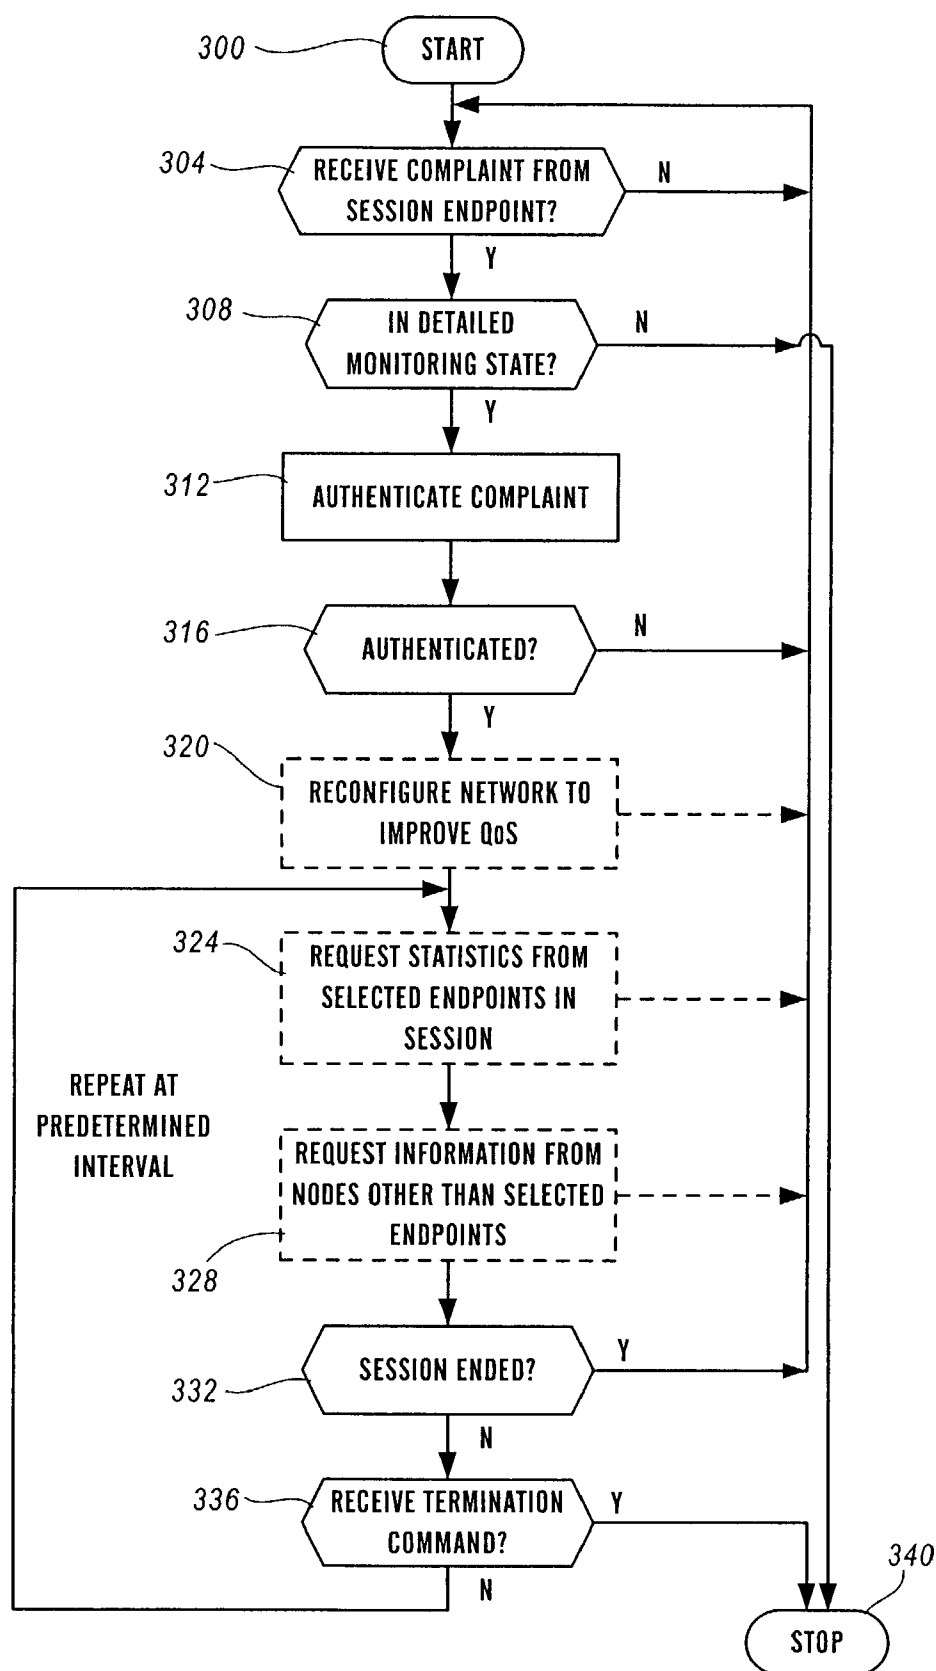 300
START
304
RECEIVE COMPLAINT FROM
SESSION ENDPOINT?
N
Y
308
IN DETAILED
MONITORING STATE?
N
Y
312
AUTHENTICATE COMPLAINT
316
AUTHENTICATED?
N
Y
320
RECONFIGURE NETWORK TO
IMPROVE QoS
324
REQUEST STATISTICS FROM
SELECTED ENDPOINTS IN
SESSION
REPEAT AT
PREDETERMINED
INTERVAL
REQUEST INFORMATION FROM
NODES OTHER THAN SELECTED
ENDPOINTS
328
SESSION ENDED?
Y
332
N
336
RECEIVE TERMINATION
COMMAND?
Y
N
340
STOP